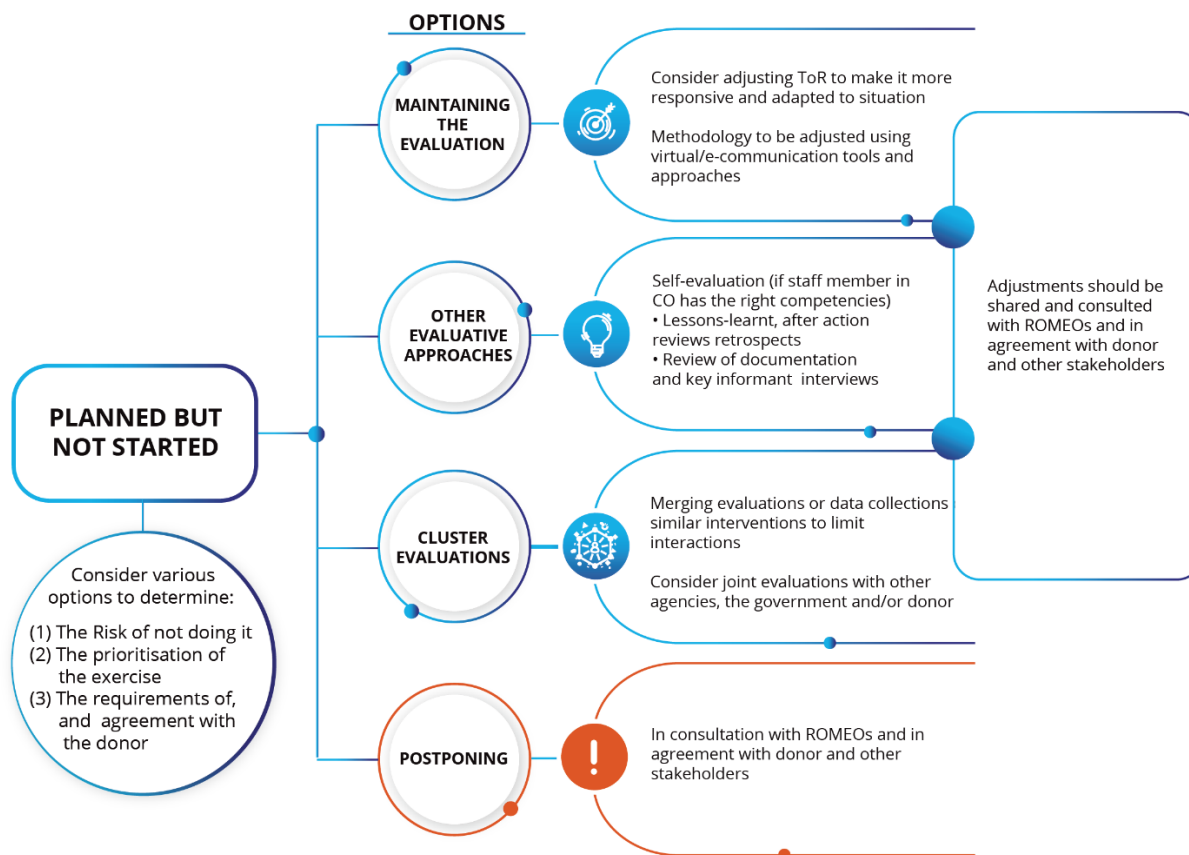 OPTIONS
PLANNED BUT
NOT STARTED
Consider various
options to determine:
(1) The Risk of not doing it
(2) The prioritisation of
the exercise
(3) The requirements of,
and agreement with
the donor
MAINTAINING
THE
EVALUATION
Consider adjusting ToR to make it more
responsive and adapted to situation
Methodology to be adjusted using
virtual/e-communication tools and
approaches
OTHER
EVALUATIVE
APPROACHES
Self-evaluation (if staff member in
CO has the right competencies)
• Lessons-learnt, after action
reviews retrospects
• Review of documentation
and key informant interviews
CLUSTER
EVALUATIONS
Merging evaluations or data collections
similar interventions to limit
interactions
Consider joint evaluations with other
agencies, the government and/or donor
Adjustments should be
shared and consulted
with ROMEOs and in
agreement with donor
and other stakeholders
POSTPONING
In consultation with ROMEOs and in
agreement with donor and other
stakeholders